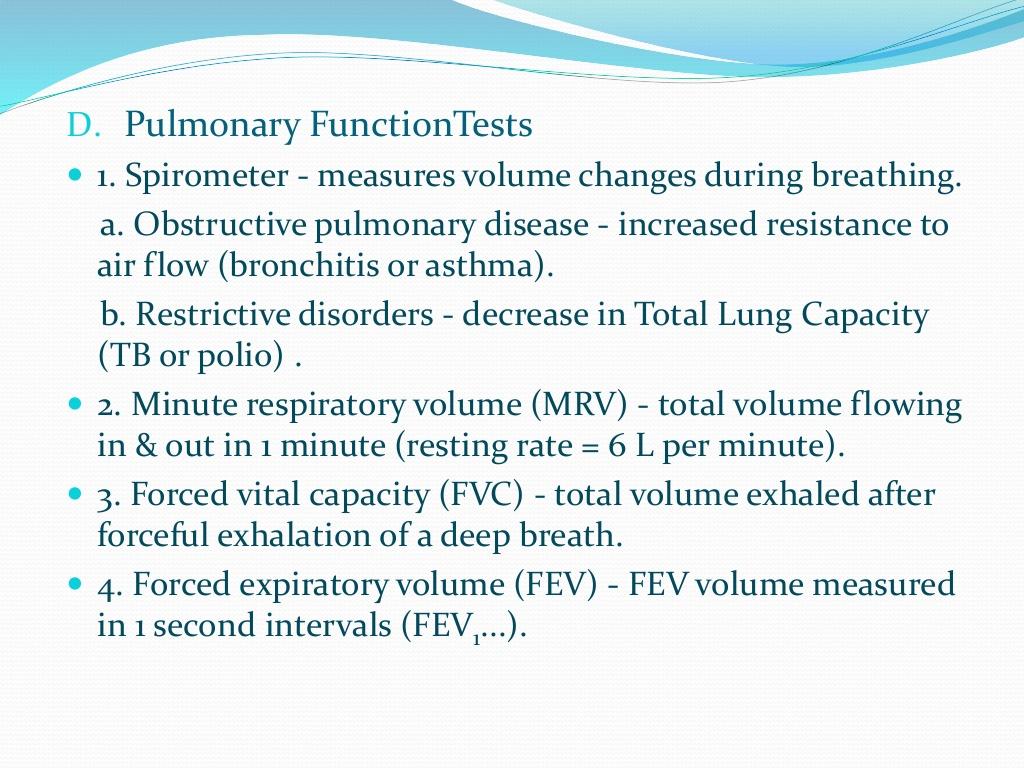 D. Pulmonary FunctionTests
• 1. Spirometer - measures volume changes during breathing.
a. Obstructive pulmonary disease - increased resistance to
air flow (bronchitis or asthma).
b. Restrictive disorders - decrease in Total Lung Capacity
(TB or polio) .
• 2. Minute respiratory volume (MRV) - total volume flowing
in & out in 1 minute (resting rate = 6 L per minute).
• 3. Forced vital capacity (FVC) - total volume exhaled after
forceful exhalation of a deep breath.
• 4. Forced expiratory volume (FEV) - FEV volume measured
in 1 second intervals (FEV₁...).